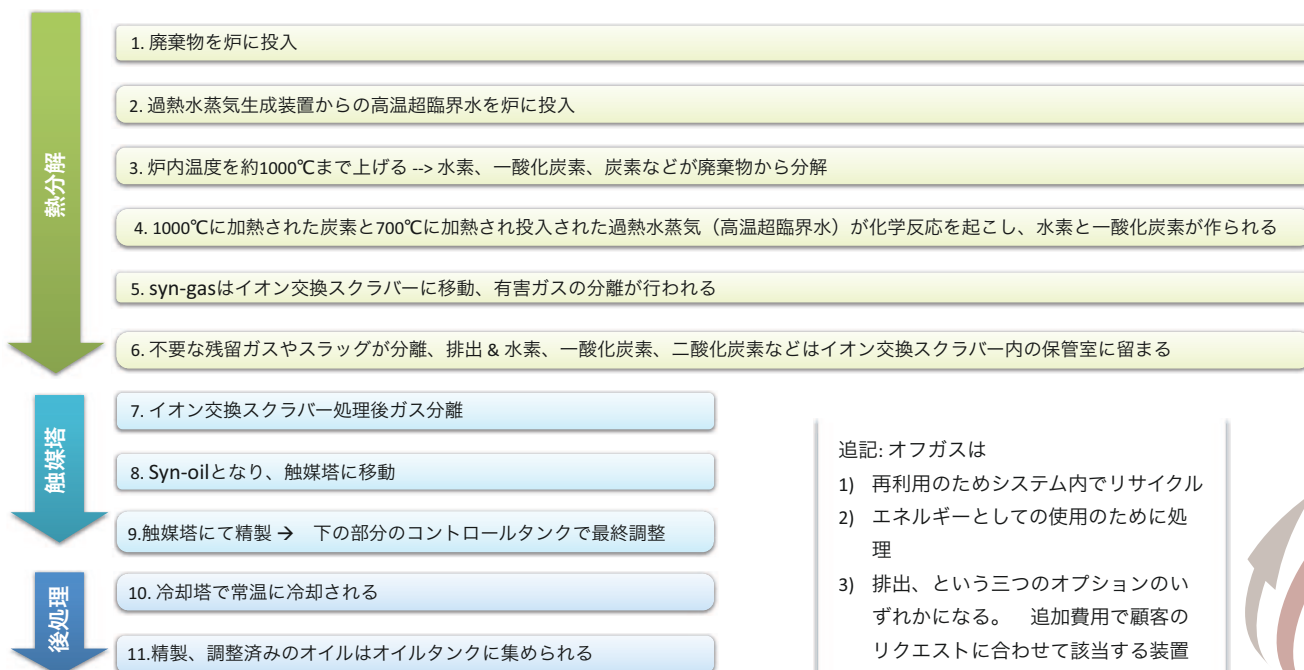 熱分解
1. 廃棄物を炉に投入
2. 過熱水蒸気生成装置からの高温超臨界水を炉に投入
3. 炉内温度を約1000℃まで上げる --> 水素、一酸化炭素、炭素などが廃棄物から分解
4. 1000℃に加熱された炭素と700℃に加熱され投入された過熱水蒸気（高温超臨界水）が化学反応を起こし、水素と一酸化炭素が作られる
5. syn-gasはイオン交換スクラバーに移動、有害ガスの分離が行われる
6. 不要な残留ガスやスラッグが分離、排出 & 水素、一酸化炭素、二酸化炭素などはイオン交換スクラバー内の保管室に留まる
触媒塔
7. イオン交換スクラバー処理後ガス分離
8. Syn-oilとなり、触媒塔に移動
9.触媒塔にて精製 → 下の部分のコントロールタンクで最終調整
後処理
10. 冷却塔で常温に冷却される
11.精製、調整済みのオイルはオイルタンクに集められる
追記: オフガスは
1) 再利用のためシステム内でリサイクル
2) エネルギーとしての使用のために処
理
3) 排出、という三つのオプションのい
ずれかになる。 追加費用で顧客の
リクエストに合わせて該当する装置